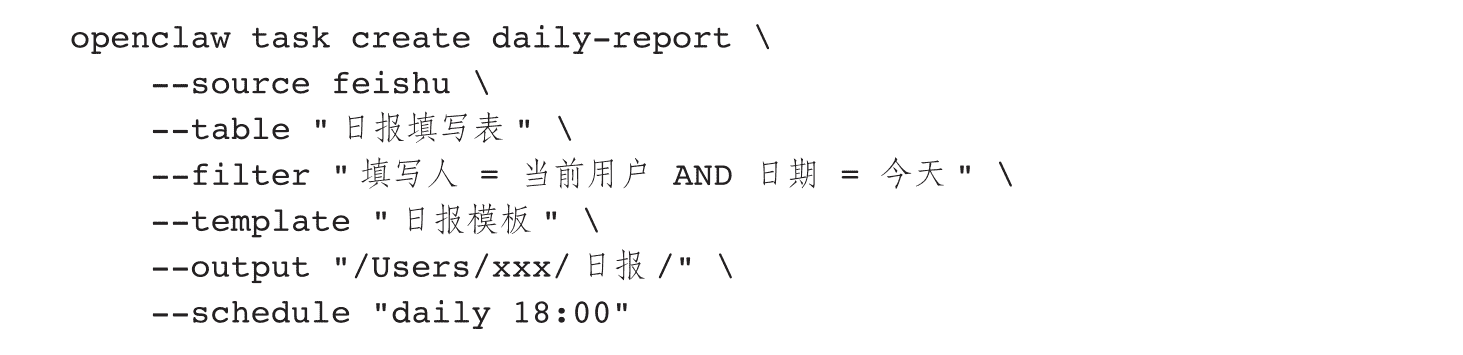 openclaw task create daily-report \
--source feishu \
--table "日报填写表" \
--filter "填写人 = 当前用户 AND 日期 = 今天" \
--template "日报模板" \
--output "/Users/xxx/日报/" \
--schedule "daily 18:00"